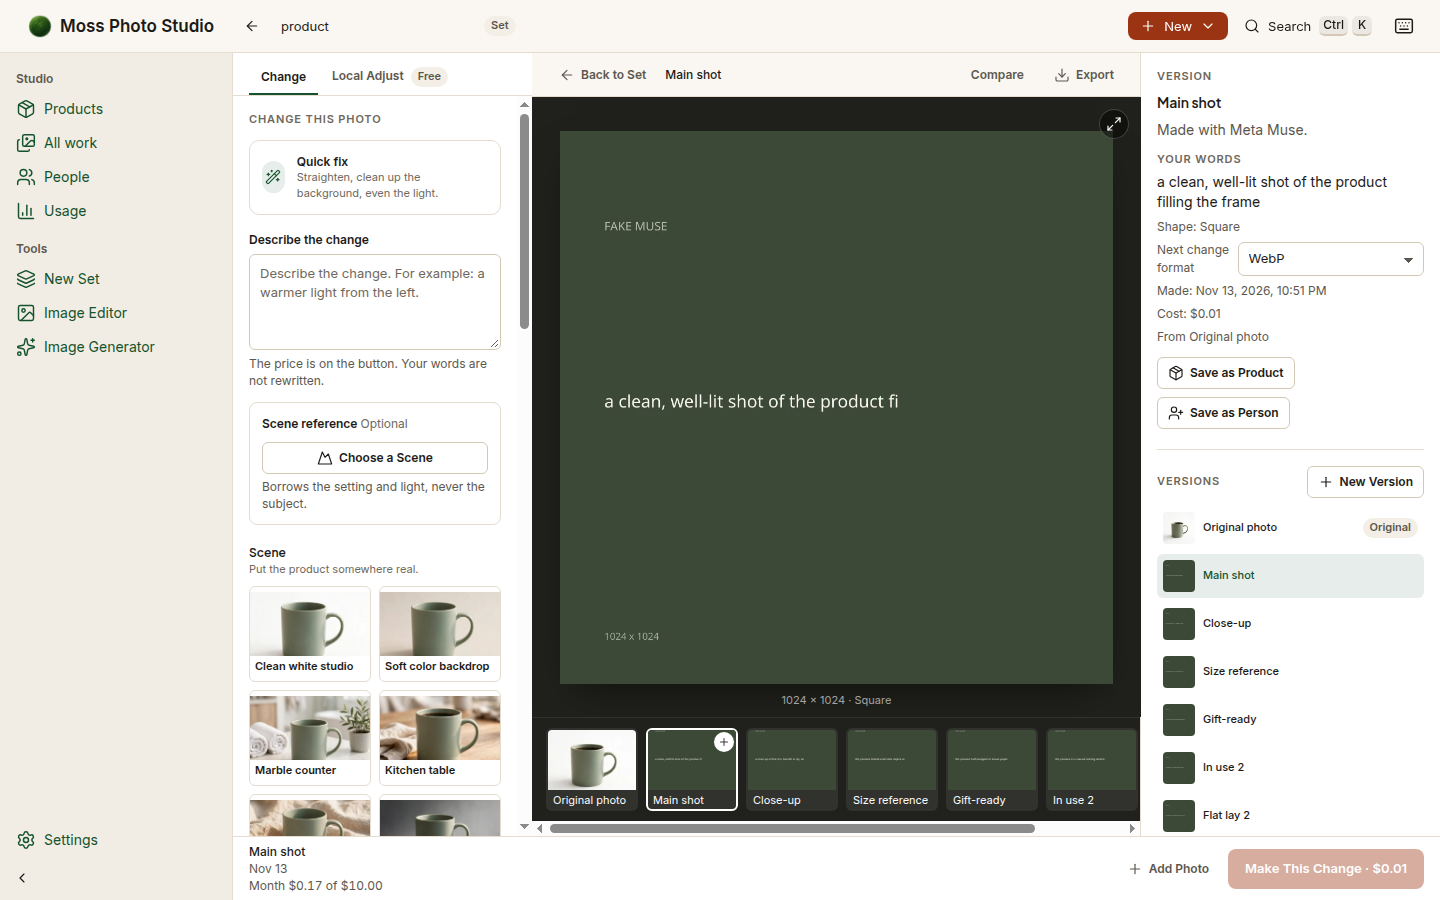 Moss Photo Studio
product
Set
New
Search
Ctrl
K
Studio
Products
All work
People
Usage
Tools
New Set
Image Editor
Image Generator
Settings
Change
Local Adjust
Free
CHANGE THIS PHOTO
Quick fix
Straighten, clean up the
background, even the light.
Describe the change
Describe the change. For example: a
warmer light from the left.
The price is on the button. Your words are
not rewritten.
Scene reference Optional
Choose a Scene
Borrows the setting and light, never the
subject.
Scene
Put the product somewhere real.
Clean white studio
Soft color backdrop
Marble counter
Kitchen table
Back to Set
Main shot
Compare
Export
FAKE MUSE
a clean, well-lit shot of the product fi
1024 x 1024
1024 × 1024 · Square
Original photo
Main shot
Close-up
Size reference
Gift-ready
In use 2
VERSION
Main shot
Made with Meta Muse.
YOUR WORDS
a clean, well-lit shot of the product
filling the frame
Shape: Square
Next change
format
WebP
Made: Nov 13, 2026, 10:51 PM
Cost: $0.01
From Original photo
Save as Product
Save as Person
VERSIONS
New Version
Original photo
Original
Main shot
Close-up
Size reference
Gift-ready
In use 2
Flat lay 2
Main shot
Nov 13
Month $0.17 of $10.00
Add Photo
Make This Change · $0.01